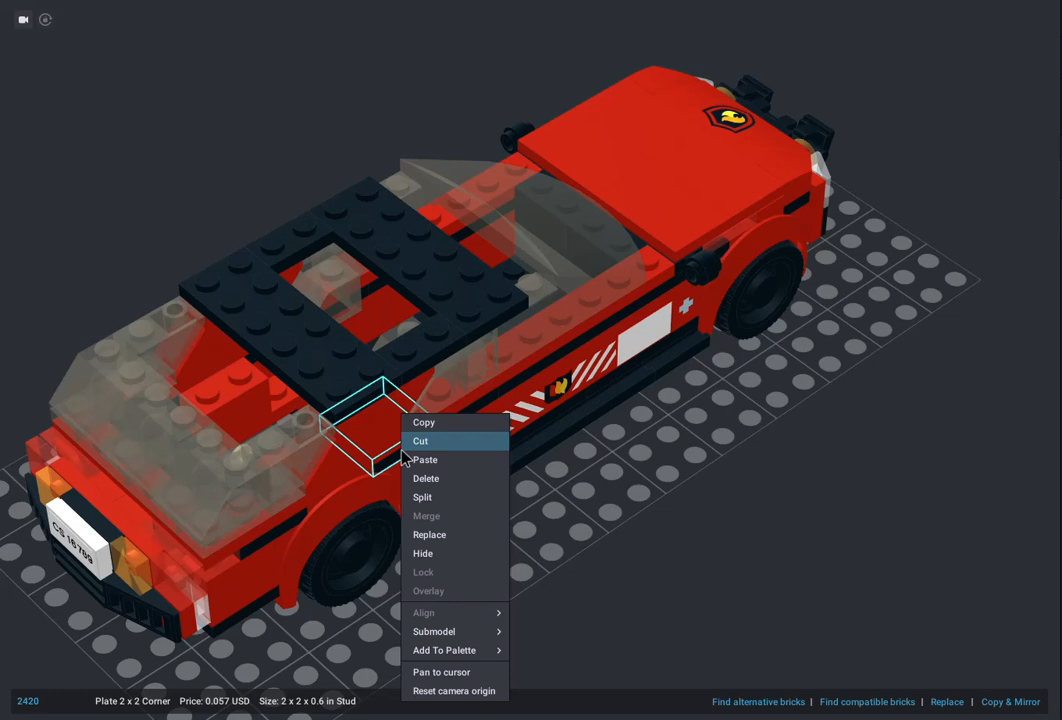 Copy
Cut
Paste
Delete
Split
Merge
Replace
Hide
Lock
Overlay
Align
Submodel
Add To Palette
Pan to cursor
Reset camera origin
CS 16769
2420 Plate 2 x 2 Corner Price: 0.057 USD Size: 2 x 2 x 0.6 in Stud Find alternative bricks | Find compatible bricks | Replace | Copy & Mirror